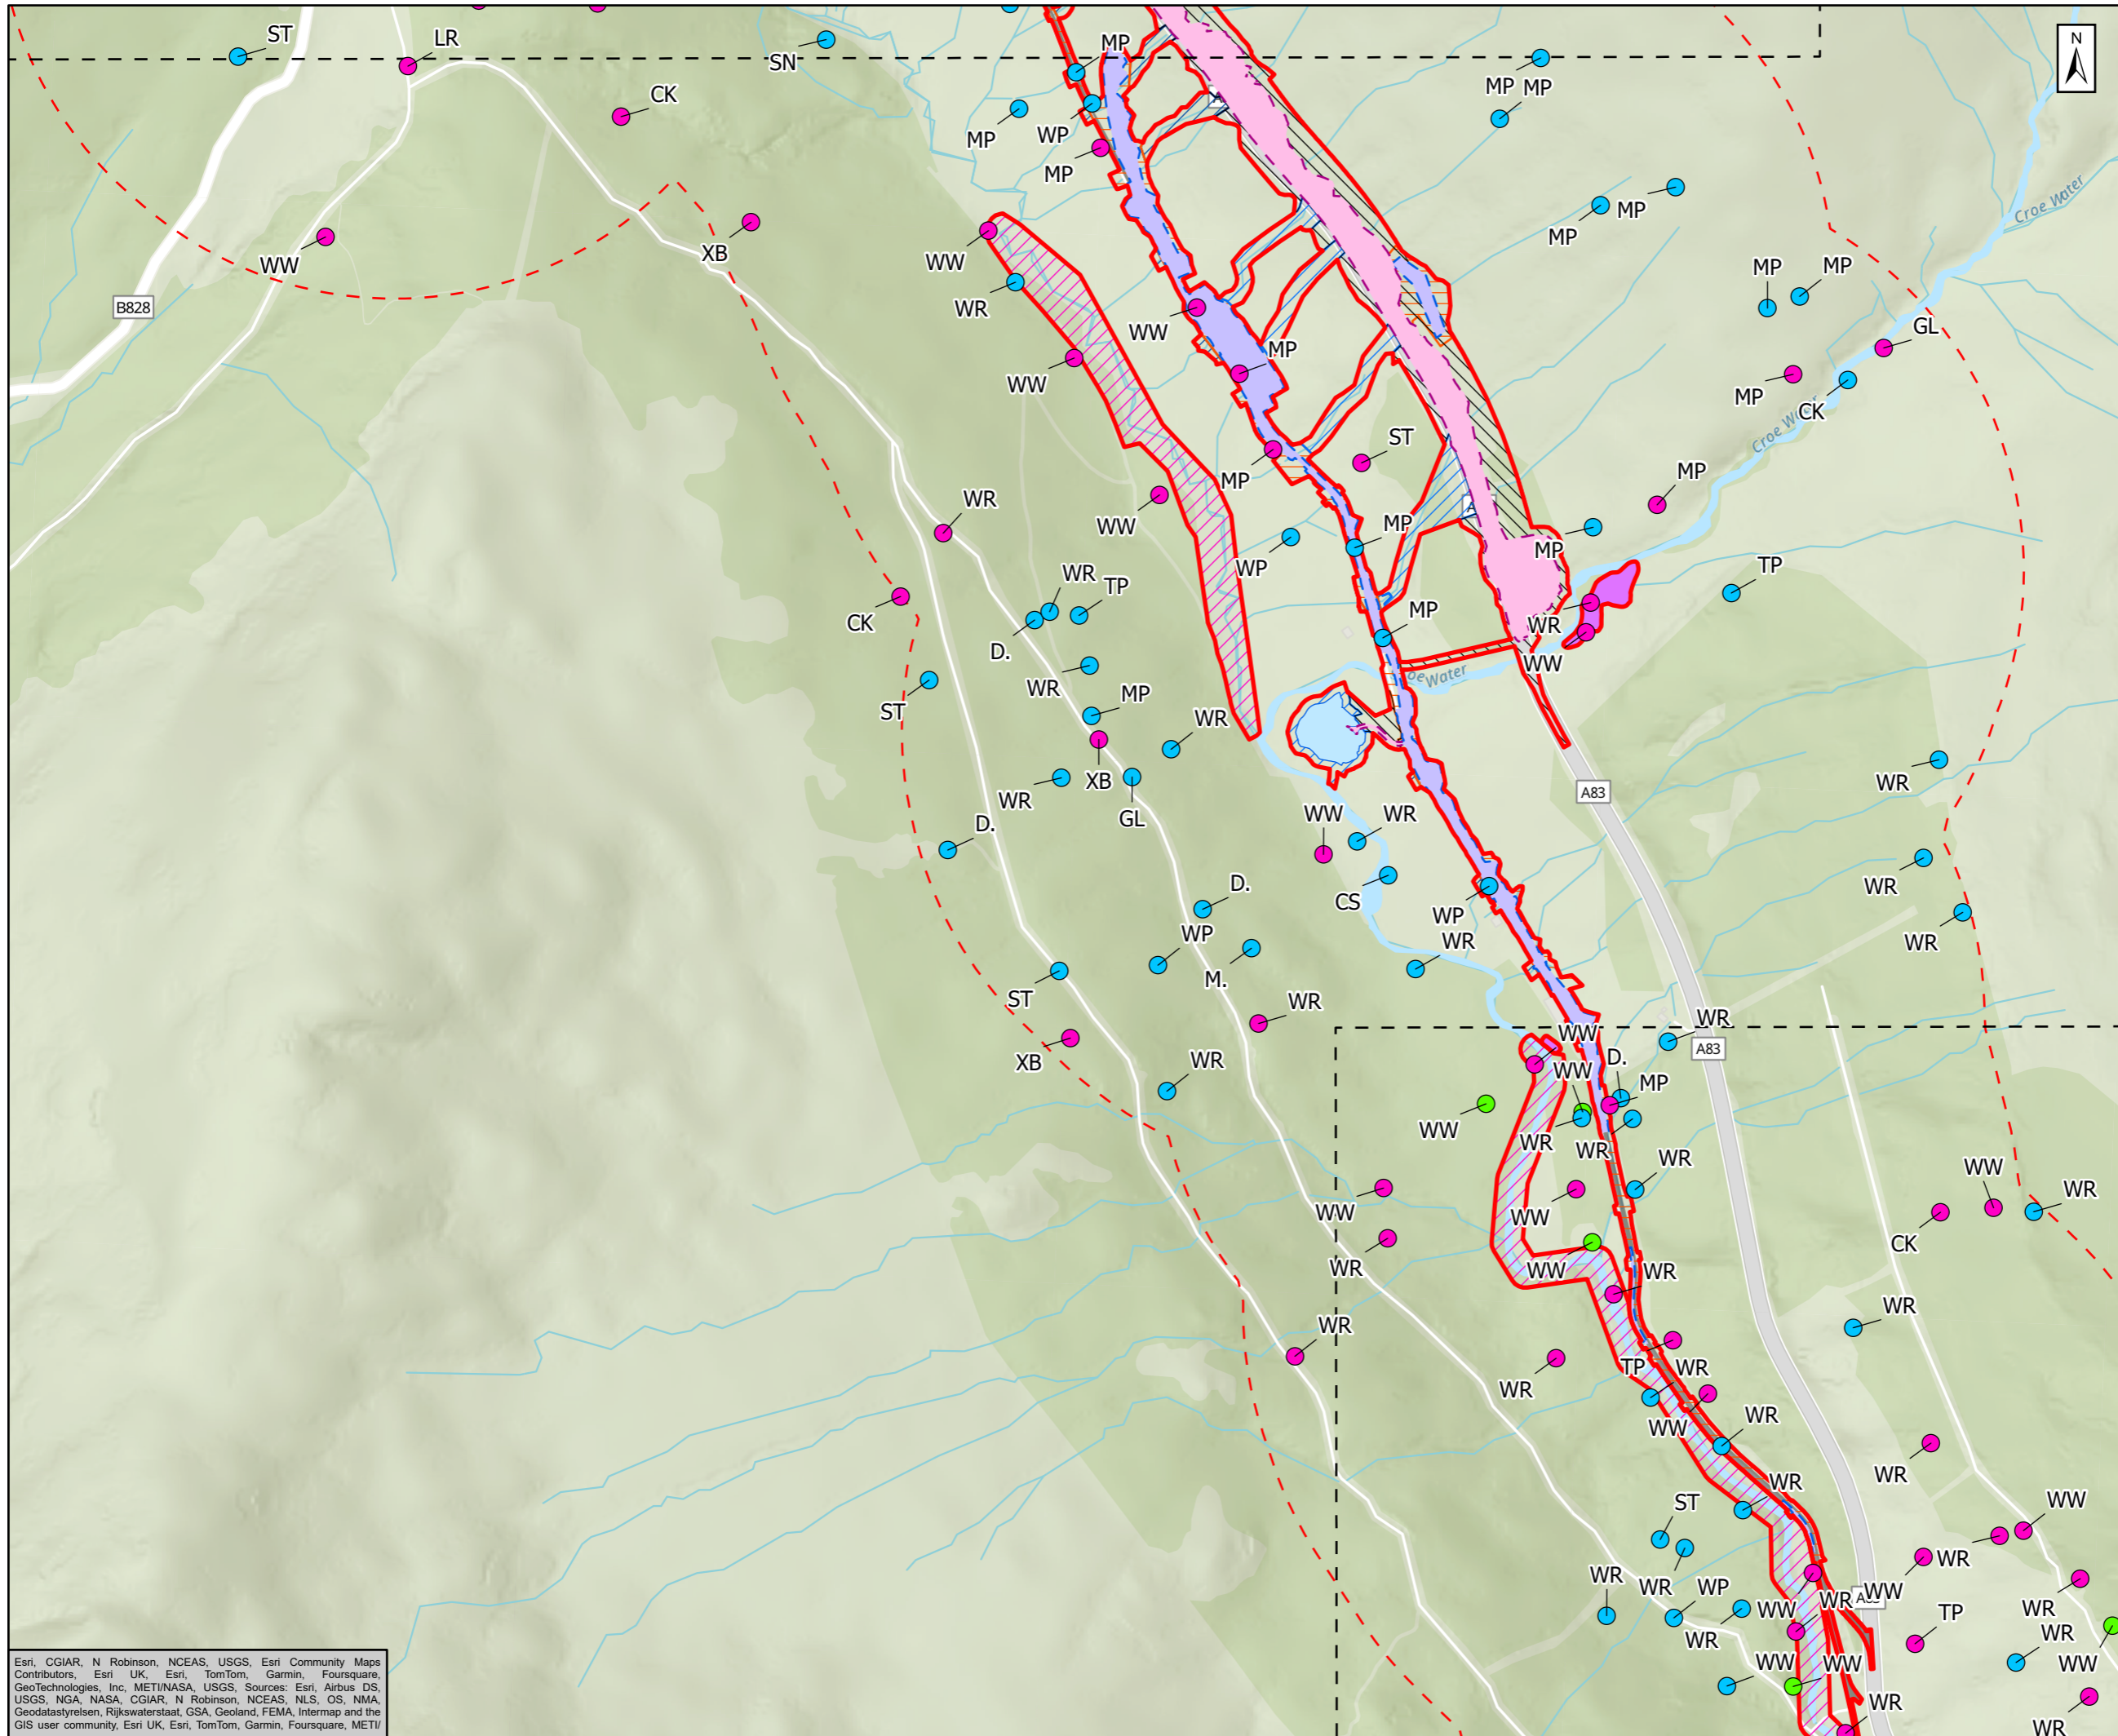 ST
LR
SN
MP
N
CK
MP
MP
MP
WP
MP
MP
MP
Croe Water
WW
XB
WW
MP
MP
MP
B828
WR
WW
MP
GL
WW
MP
CK
Croe Water
ST
MP
WR
WW
MP
MP
WP
MP
TP
WR
TP
CK
MP
WR
D.
WW
Water
WR
MP
ST
WR
XB
WR
A83
WR
GL
WW
WR
D.
WR
CS
D.
WP
WP
WR
WR
M.
ST
WR
WR
A83
WW
D.
XB
WR
WW
MP
WW
WR
WR
WR
WW
WR
WW
WW
CK
WR
WW
WR
WR
WR
TP
WR
WR
WW
WR
WR
WR
ST
WW
WR
WR
WP
WW
WR
WW
WR
TP
WR
WR
WW
WW
WW
WR
WR
Esri, CGIAR, N Robinson, NCEAS, USGS, Esri Community Maps
Contributors, Esri UK, Esri, TomTom, Garmin, Foursquare,
GeoTechnologies, Inc, METI/NASA, USGS, Sources: Esri, Airbus DS,
USGS, NGA, NASA, CGIAR, N Robinson, NCEAS, NLS, OS, NMA,
Geodatastyrelsen, Rijkswaterstaat, GSA, Geoland, FEMA, Intermap and the
GIS user community, Esri UK, Esri, TomTom, Garmin, Foursquare, METI/